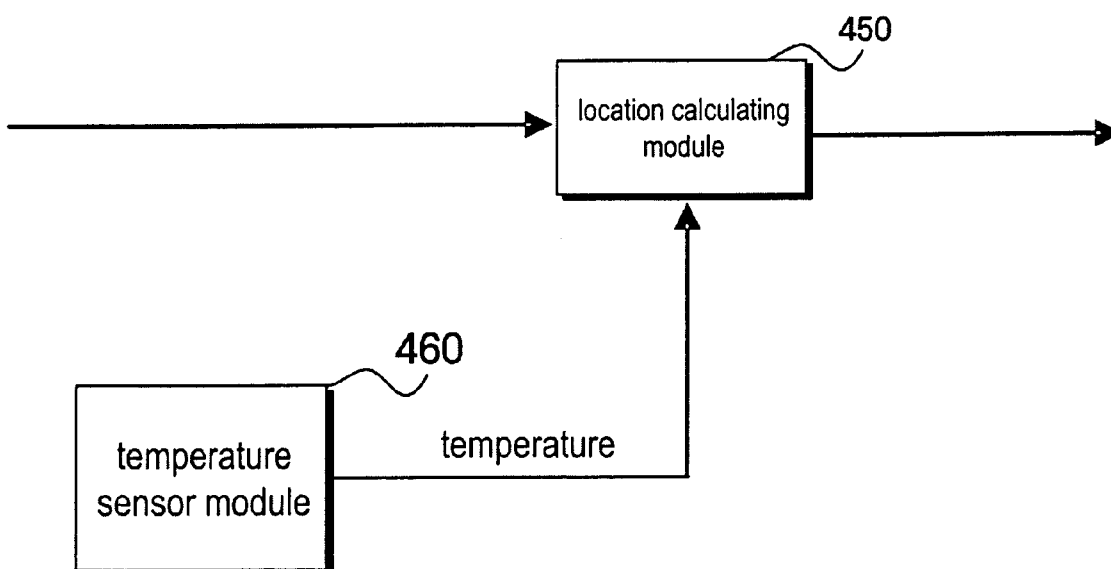 450
location calculating
module
460
temperature
temperature
sensor module